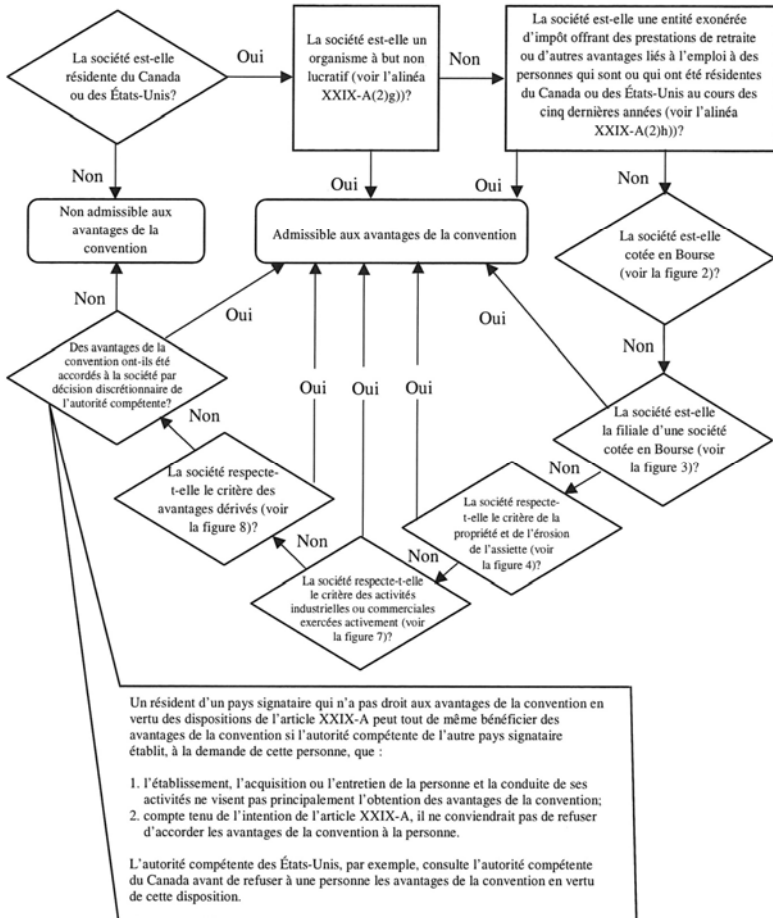 La société est-elle
résidente du Canada
ou des États-Unis?
Oui
La société est-elle un
organisme à but non
lucratif (voir l'alinéa
XXIX-A(2)g))?
Non
La société est-elle une entité exonérée
d'impôt offrant des prestations de retraite
ou d'autres avantages liés à l'emploi à des
personnes qui sont ou qui ont été résidentes
du Canada ou des États-Unis au cours des
cinq dernières années (voir l'alinéa
XXIX-A(2)h))?
Non
Oui
Oui
Non
Non admissible aux
avantages de la
convention
Admissible aux avantages de la convention
La société est-elle
cotée en Bourse
(voir la figure 2)?
Non
Oui
Oui
Non
Des avantages de la
convention ont-ils été
accordés à la société par
décision discrétionnaire de
l'autorité compétente?
Oui
Oui
Oui
La société est-elle
la filiale d'une société
cotée en Bourse (voir
la figure 3)?
Non
Non
La société respecte-
t-elle le critère des
avantages dérivés (voir
la figure 8)?
La société respecte-
t-elle le critère de la
propriété et de l'érosion
de l'assiette (voir
la figure 4)?
Non
Non
La société respecte-t-elle
le critère des activités
industrielles ou commerciales
exercées activement (voir
la figure 7)?
Un résident d'un pays signataire qui n'a pas droit aux avantages de la convention en
vertu des dispositions de l'article XXIX-A peut tout de même bénéficier des
avantages de la convention si l'autorité compétente de l'autre pays signataire
établit, à la demande de cette personne, que :
1. l'établissement, l'acquisition ou l'entretien de la personne et la conduite de ses
activités ne visent pas principalement l'obtention des avantages de la convention;
2. compte tenu de l'intention de l'article XXIX-A, il ne conviendrait pas de refuser
d'accorder les avantages de la convention à la personne.
L'autorité compétente des États-Unis, par exemple, consulte l'autorité compétente
du Canada avant de refuser à une personne les avantages de la convention en vertu
de cette disposition.